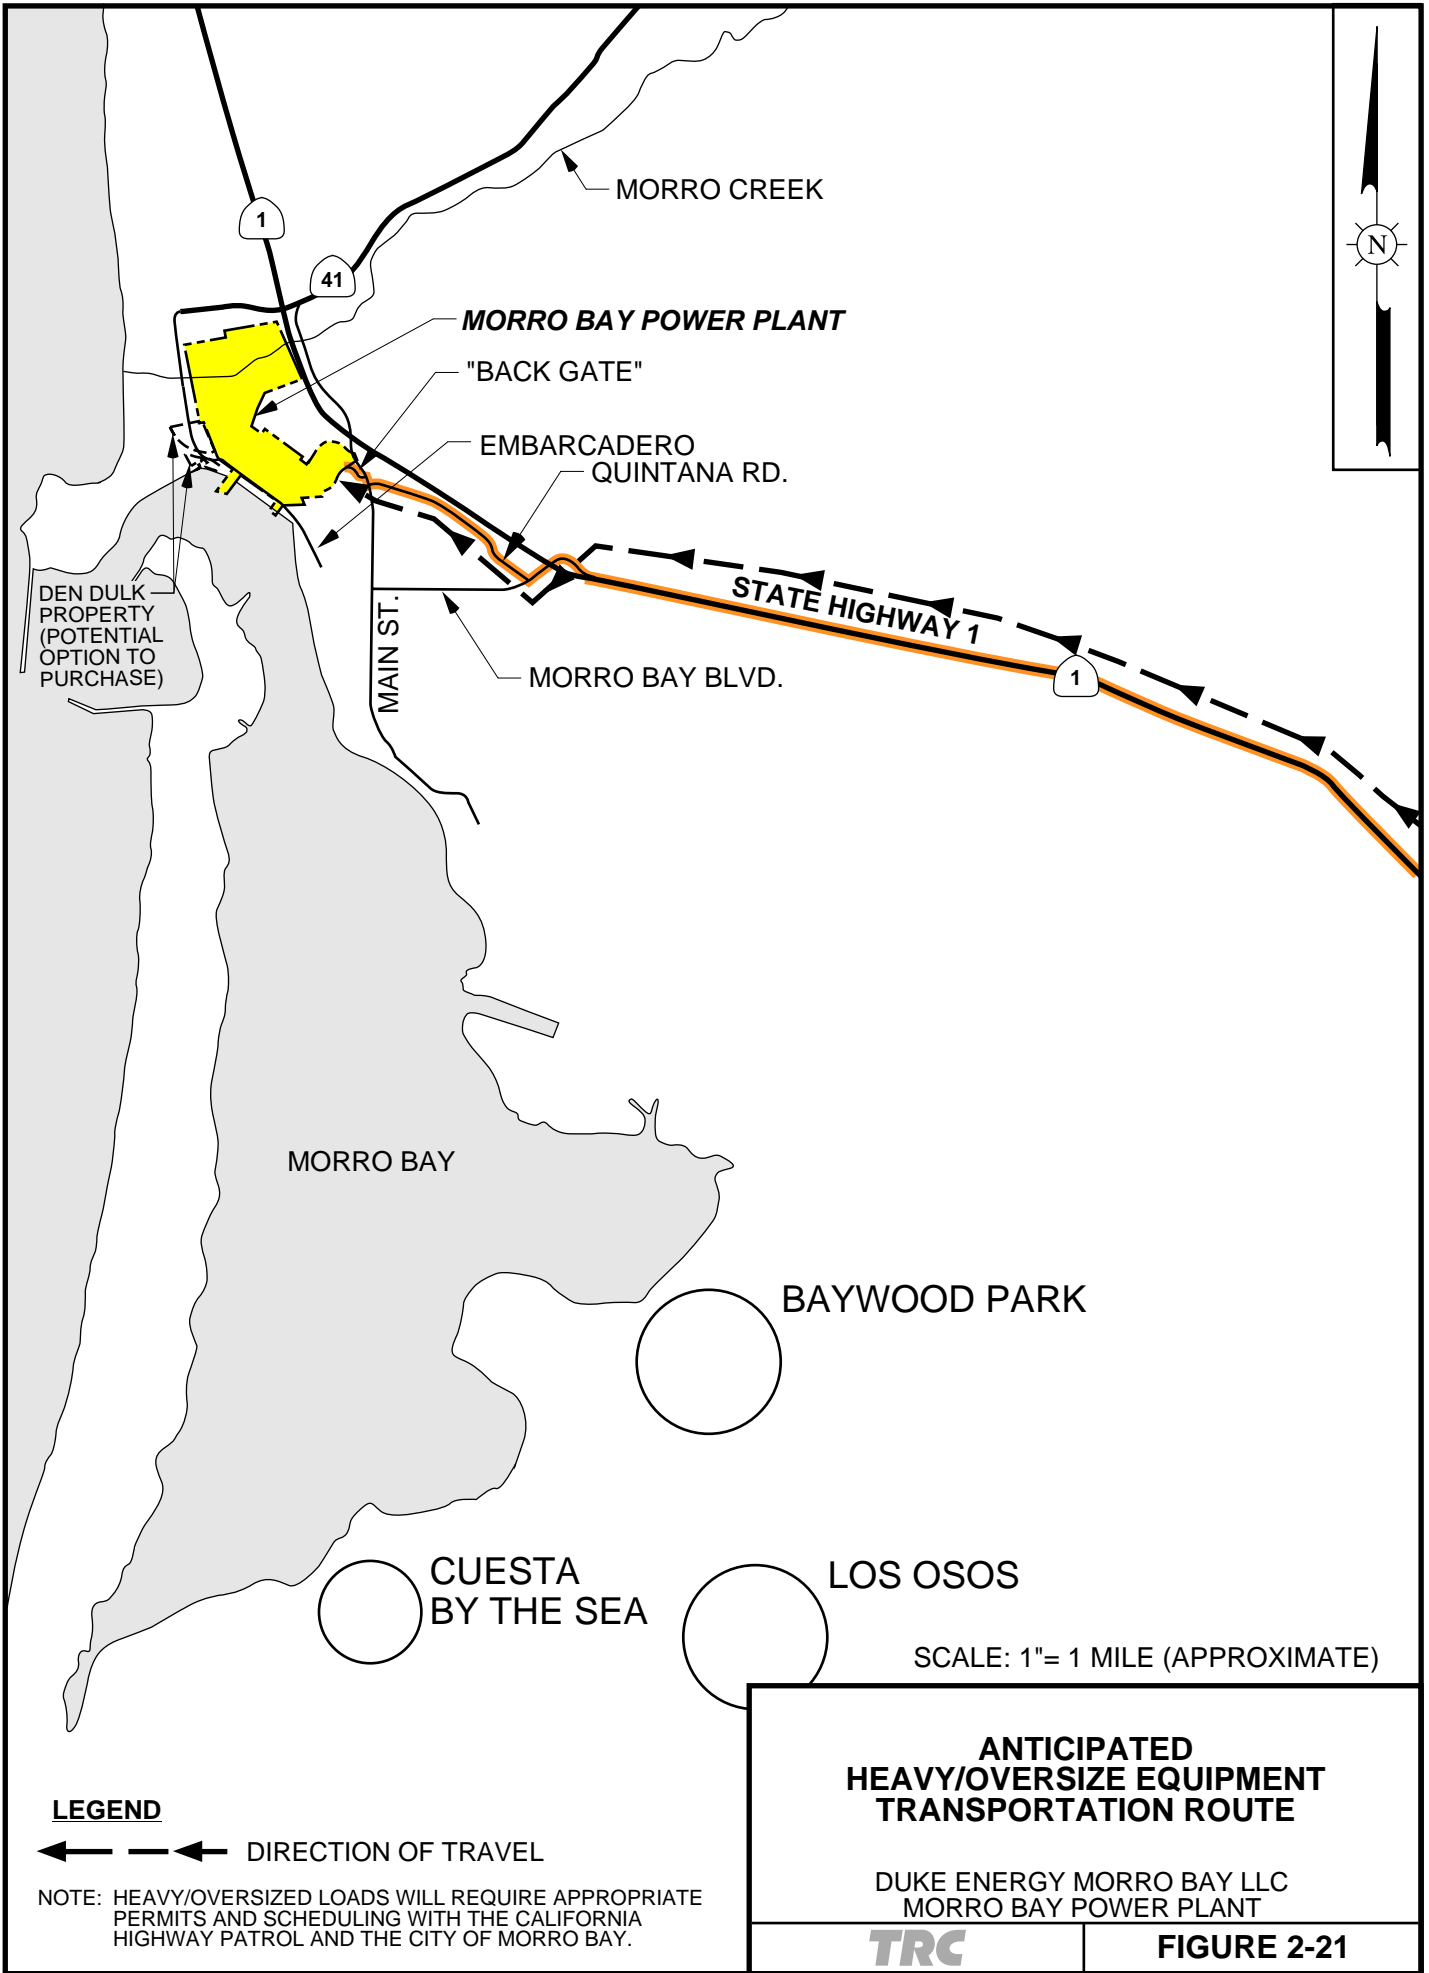 MORRO CREEK
1
41
N
MORRO BAY POWER PLANT
"BACK GATE"
EMBARCADERO
QUINTANA RD.
DEN DULK
PROPERTY
(POTENTIAL
OPTION TO
PURCHASE)
MAIN ST.
STATE HIGHWAY 1
1
MORRO BAY BLVD.
MORRO BAY
BAYWOOD PARK
CUESTA
BY THE SEA
LOS OSOS
SCALE: 1"= 1 MILE (APPROXIMATE)
LEGEND
DIRECTION OF TRAVEL
NOTE: HEAVY/OVERSIZED LOADS WILL REQUIRE APPROPRIATE
PERMITS AND SCHEDULING WITH THE CALIFORNIA
HIGHWAY PATROL AND THE CITY OF MORRO BAY.
ANTICIPATED
HEAVY/OVERSIZE EQUIPMENT
TRANSPORTATION ROUTE
DUKE ENERGY MORRO BAY LLC
MORRO BAY POWER PLANT
TRC
FIGURE 2-21